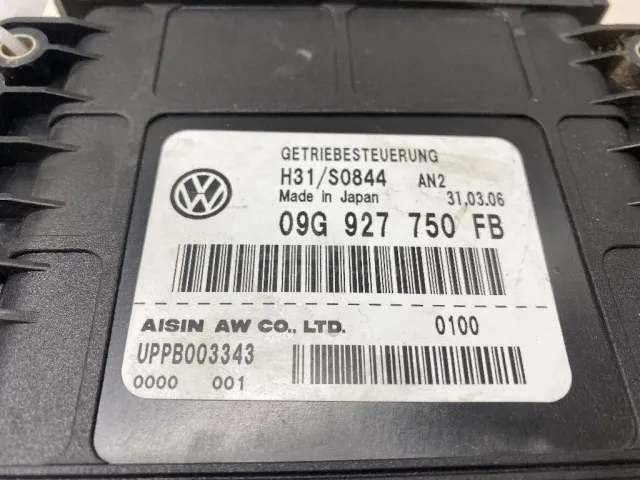 GETRIEBESTEUERUNG
H31/S0844 AN2
Made in Japan 31.03.06
09G 927 750 FB
AISIN AW CO., LTD. 0100
UPPB003343
0000 001